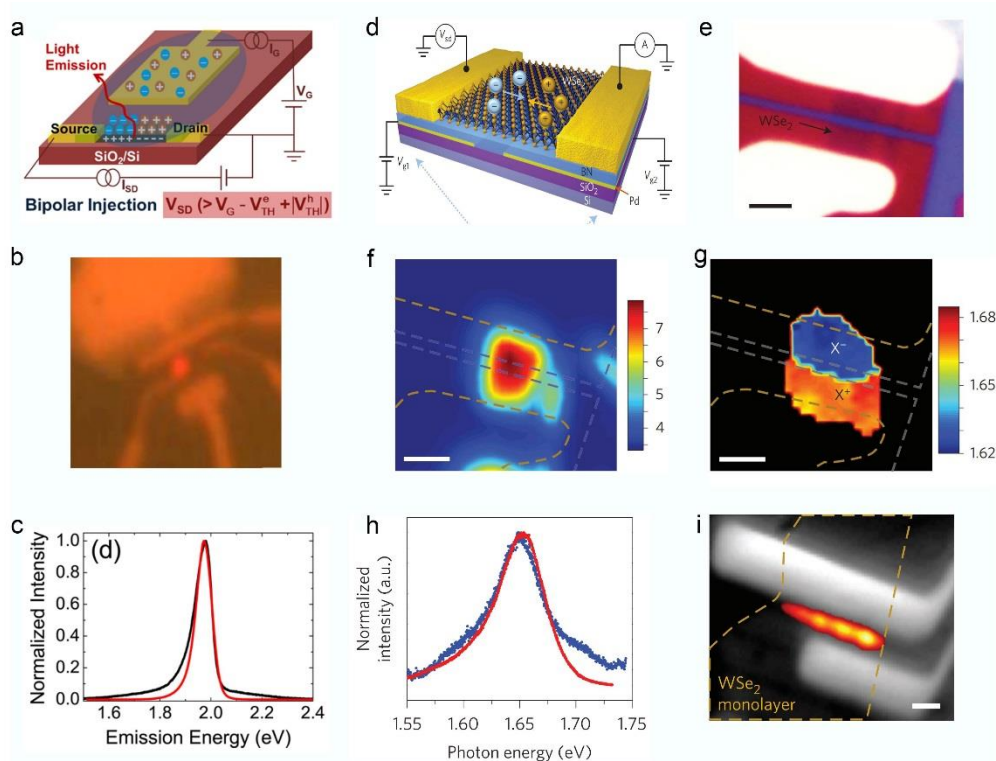 a
Light
Emission
I_G
V_G
Source
Drain
SiO₂/Si
I_SD
Bipolar Injection V_SD (> V_G - V_TH^e + |V_TH^h|)
b
c
(d)
Normalized Intensity
1.0
0.8
0.6
0.4
0.2
0.0
1.6 1.8 2.0 2.2 2.4
Emission Energy (eV)
d
V_sd
A
V_g1
V_g2
BN
SiO₂
Si
Pd
e
WSe₂
f
7
6
5
4
g
X⁻
X⁺
1.68
1.65
1.62
h
Normalized
intensity (a.u.)
1.55 1.60 1.65 1.70 1.75
Photon energy (eV)
i
WSe₂
monolayer